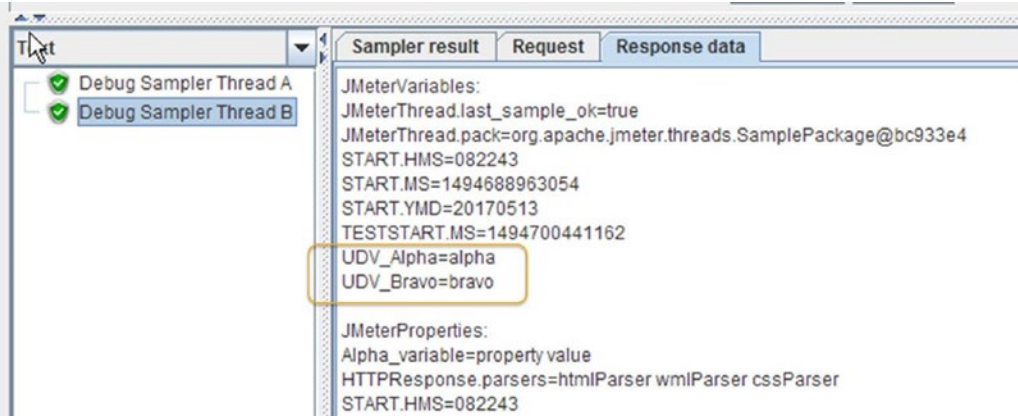 Text
Debug Sampler Thread A
Debug Sampler Thread B
Sampler result
Request
Response data
JMeterVariables:
JMeterThread.last_sample_ok=true
JMeterThread.pack=org.apache.jmeter.threads.SamplePackage@bc933e4
START.HMS=082243
START.MS=1494688963054
START.YMD=20170513
TESTSTART.MS=1494700441162
UDV_Alpha=alpha
UDV_Bravo=bravo
JMeterProperties:
Alpha_variable=property value
HTTPResponse.parsers=htmlParser wmlParser cssParser
START.HMS=082243